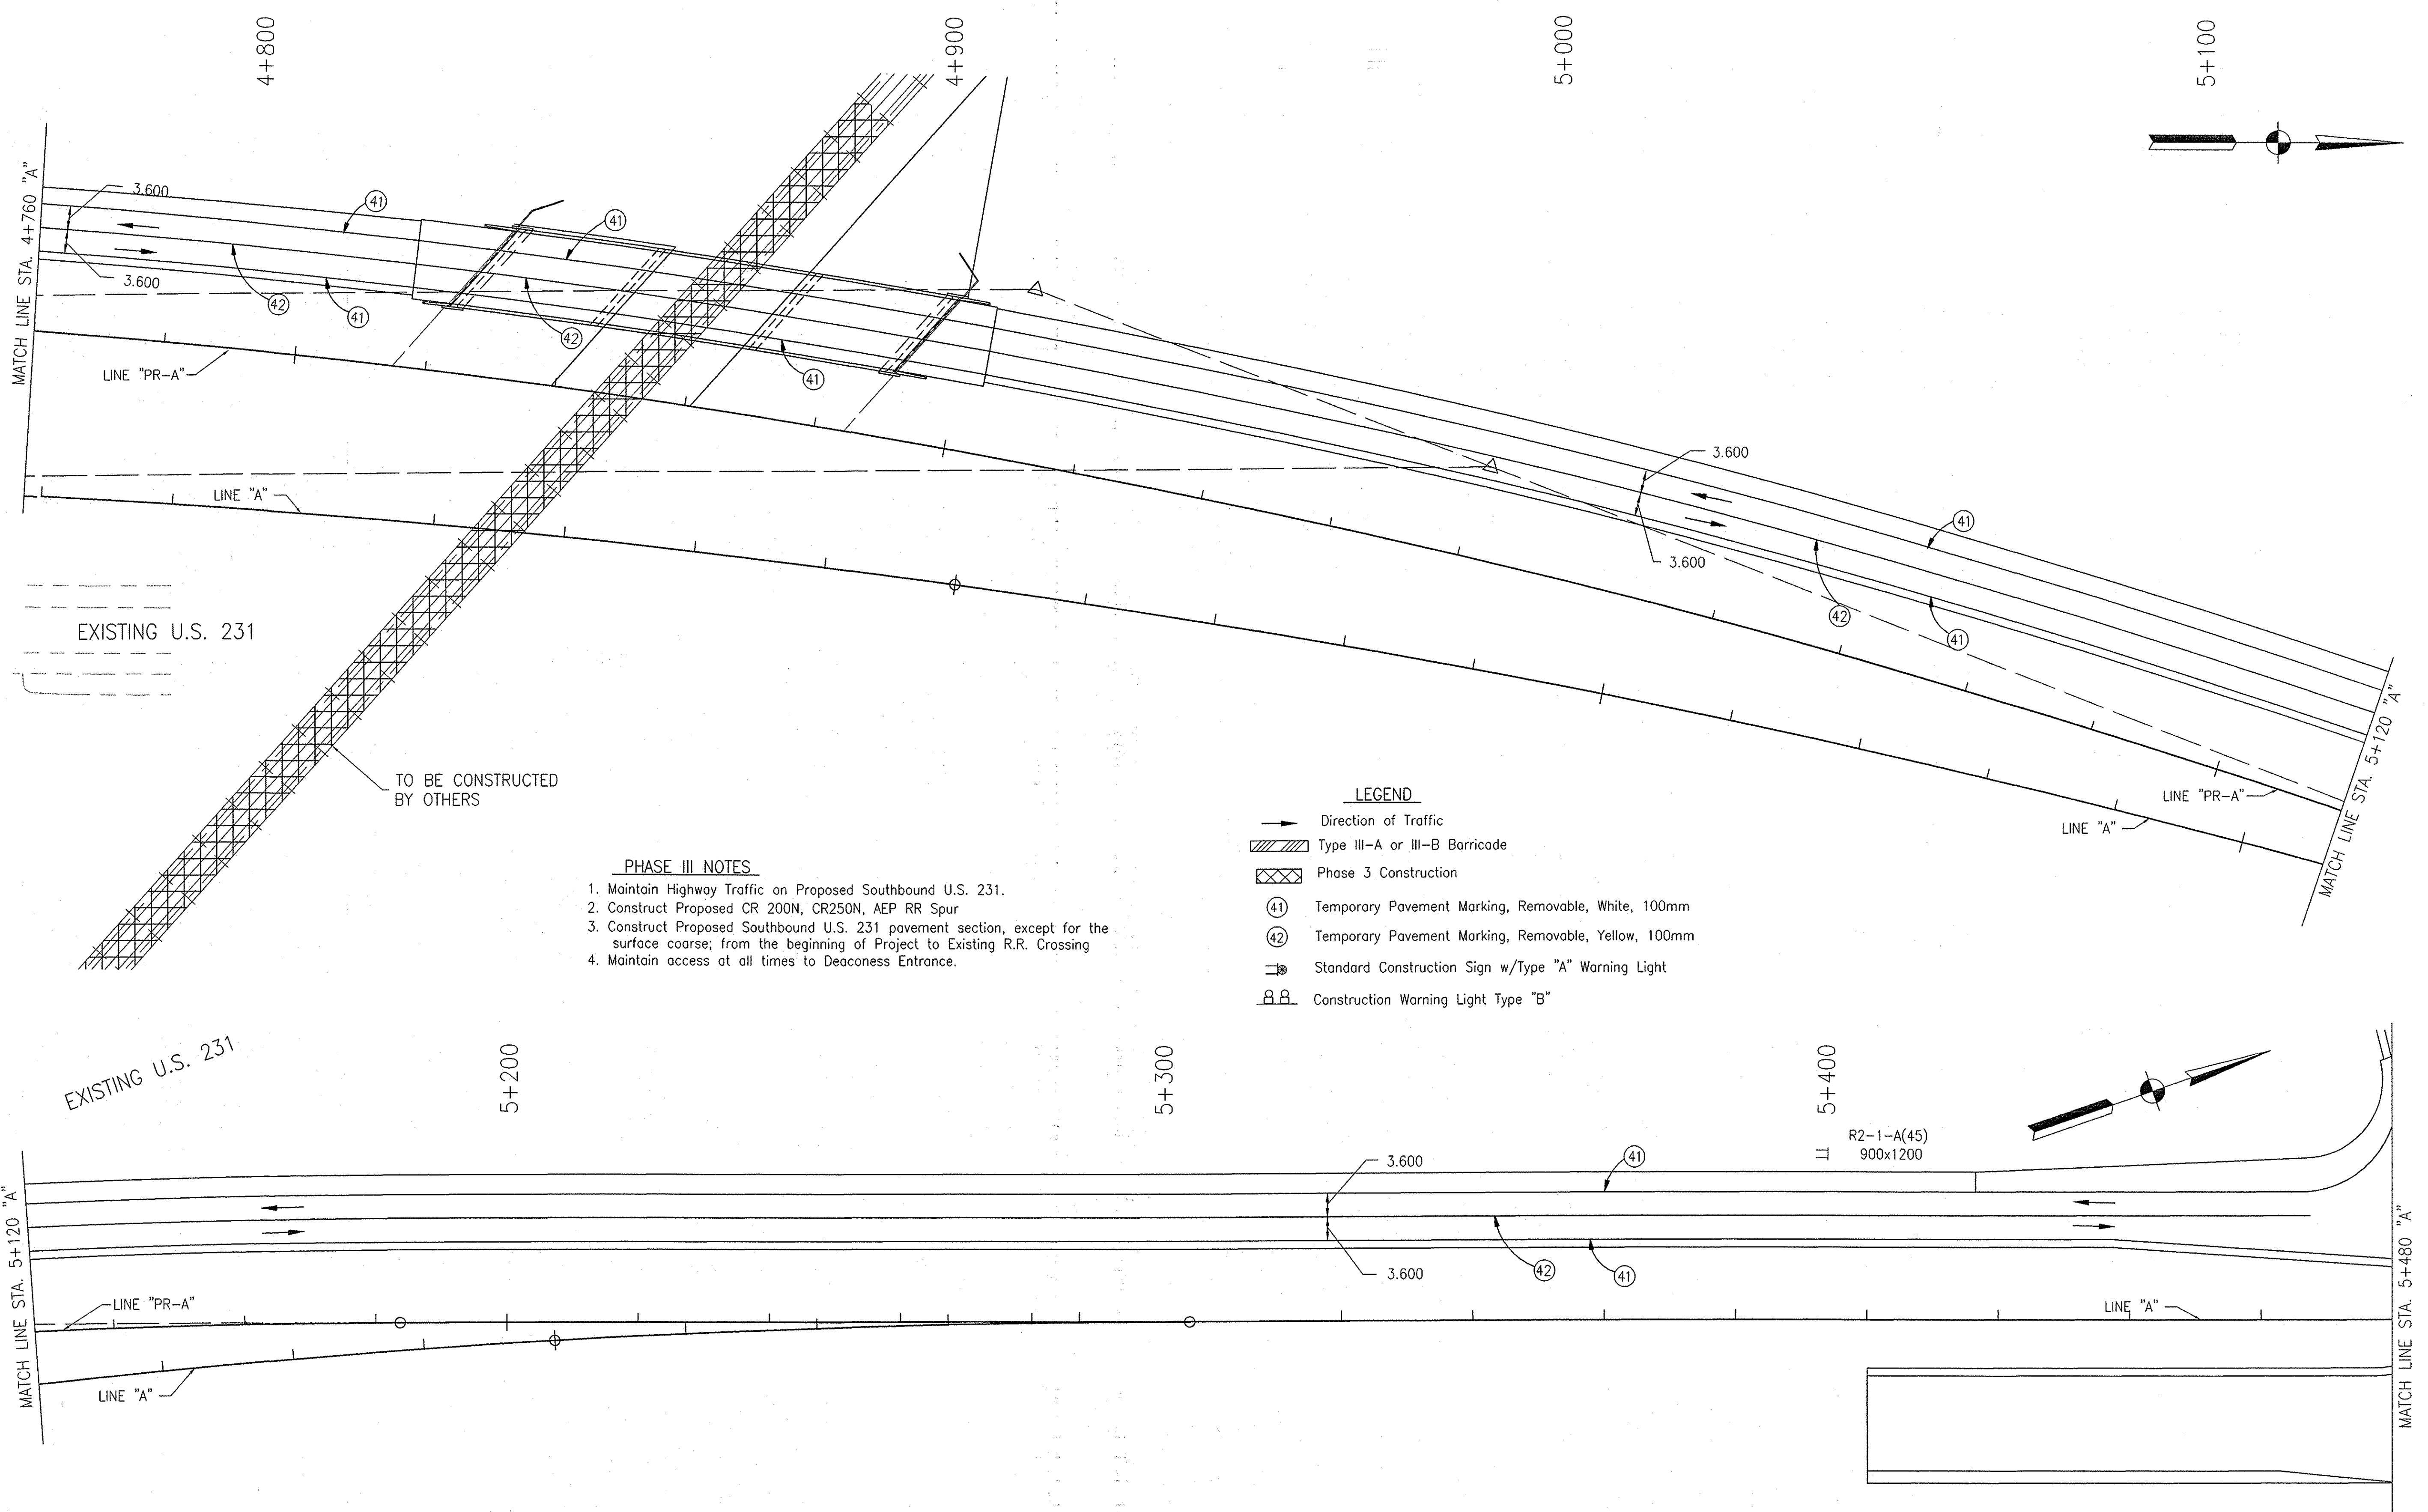 4+800
4+900
5+000
5+100
MATCH LINE STA. 4+760 "A"
3.600
41
41
3.600
42
41
42
41
LINE "PR-A"
LINE "A"
EXISTING U.S. 231
3.600
41
3.600
42
41
TO BE CONSTRUCTED
BY OTHERS
LINE "PR-A"
LINE "A"
MATCH LINE STA. 5+120 "A"
PHASE III NOTES
1. Maintain Highway Traffic on Proposed Southbound U.S. 231.
2. Construct Proposed CR 200N, CR250N, AEP RR Spur
3. Construct Proposed Southbound U.S. 231 pavement section, except for the
surface coarse; from the beginning of Project to Existing R.R. Crossing
4. Maintain access at all times to Deaconess Entrance.
LEGEND
Direction of Traffic
Type III-A or III-B Barricade
Phase 3 Construction
41 Temporary Pavement Marking, Removable, White, 100mm
42 Temporary Pavement Marking, Removable, Yellow, 100mm
Standard Construction Sign w/Type "A" Warning Light
Construction Warning Light Type "B"
EXISTING U.S. 231
5+200
5+300
5+400
R2-1-A(45)
900x1200
3.600
41
3.600
42
41
MATCH LINE STA. 5+120 "A"
LINE "PR-A"
LINE "A"
LINE "A"
MATCH LINE STA. 5+480 "A"